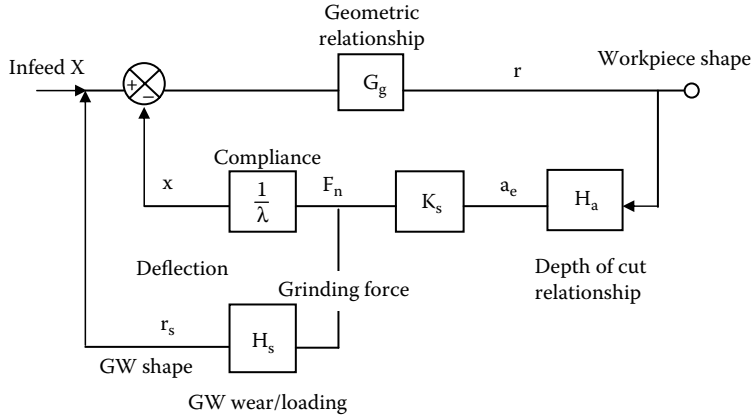 Geometric
relationship
Infeed X
+
−
G_g
r
Workpiece shape
x
Compliance
1
λ
F_n
K_s
a_e
H_a
Deflection
Grinding force
Depth of cut
relationship
r_s
GW shape
H_s
GW wear/loading